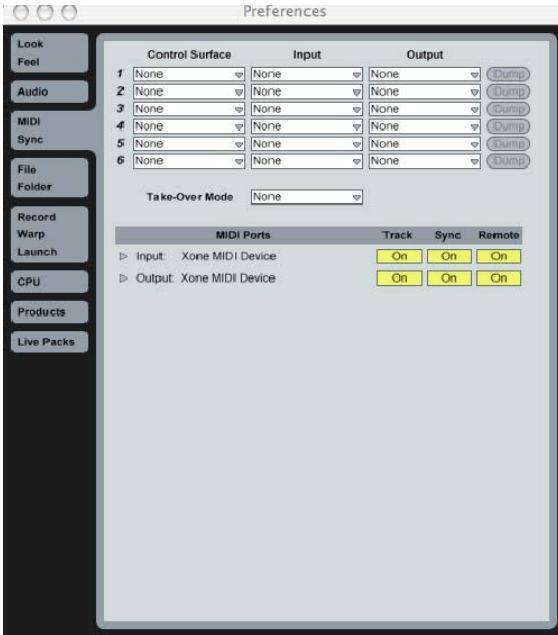 Preferences
Look
Feel
Audio
MIDI
Sync
File
Folder
Record
Warp
Launch
CPU
Products
Live Packs
Control Surface Input Output
1 None None None Dump
2 None None None Dump
3 None None None Dump
4 None None None Dump
5 None None None Dump
6 None None None Dump
Take-Over Mode None
MIDI Ports Track Sync Remote
Input: Xone MIDI Device On On On
Output: Xone MIDI Device On On On